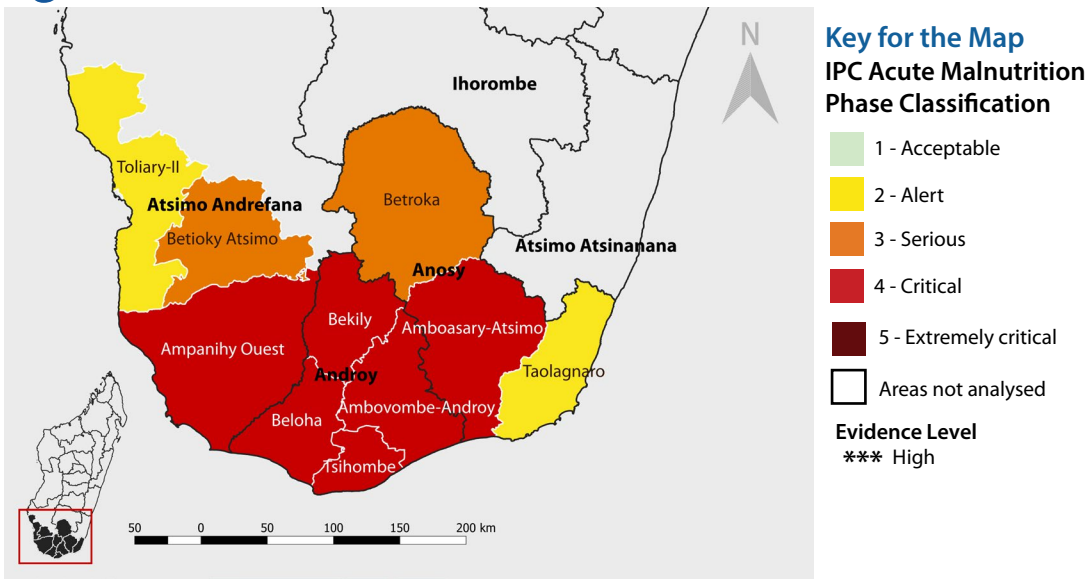 N
Ihorombe
Toliary-II
Betroka
Atsimo Andrefana
Betioky Atsimo
Atsimo Atsinanana
Anosy
Bekily
Amboasary-Atsimo
Ampanihy Ouest
Androy
Taolagnaro
Ambovombe-Androy
Beloha
Tsihombe
50 0 50 100 150 200 km
Key for the Map
IPC Acute Malnutrition
Phase Classification
1 - Acceptable
2 - Alert
3 - Serious
4 - Critical
5 - Extremely critical
Areas not analysed
Evidence Level
*** High